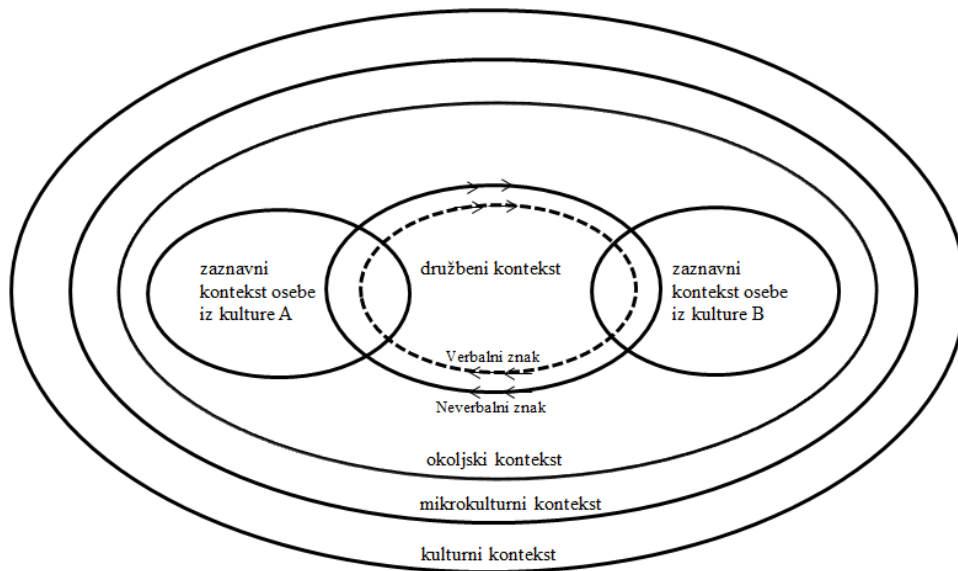 zaznavni
kontekst osebe
iz kulture A
družbeni kontekst
zaznavni
kontekst osebe
iz kulture B
Verbalni znak
Neverbalni znak
okoljski kontekst
mikrokulturni kontekst
kulturni kontekst